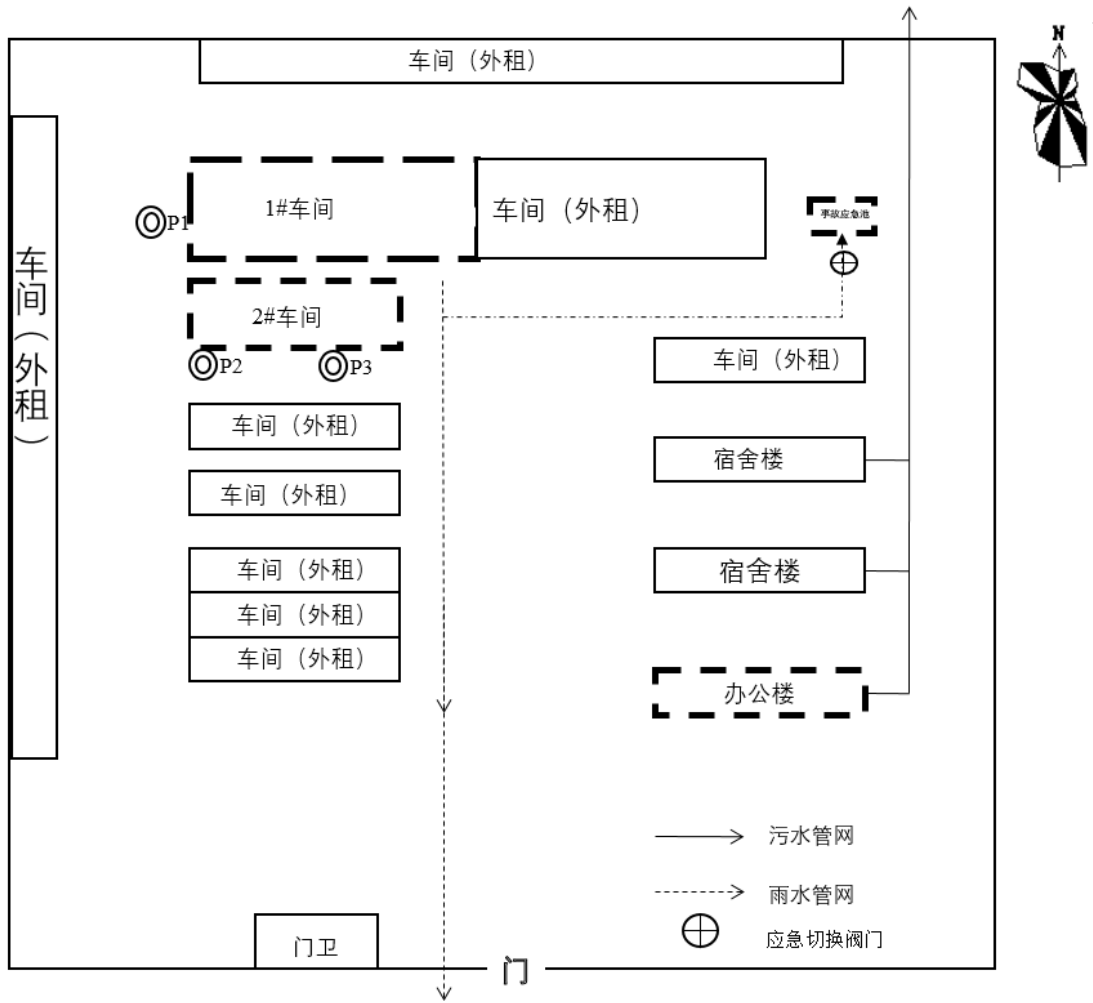 车间（外租）
N
1#车间
车间（外租）
事故应急池
P1
车间（外租）
2#车间
P2
P3
车间（外租）
车间（外租）
宿舍楼
车间（外租）
宿舍楼
车间（外租）
车间（外租）
车间（外租）
办公楼
污水管网
雨水管网
应急切换阀门
门卫
门